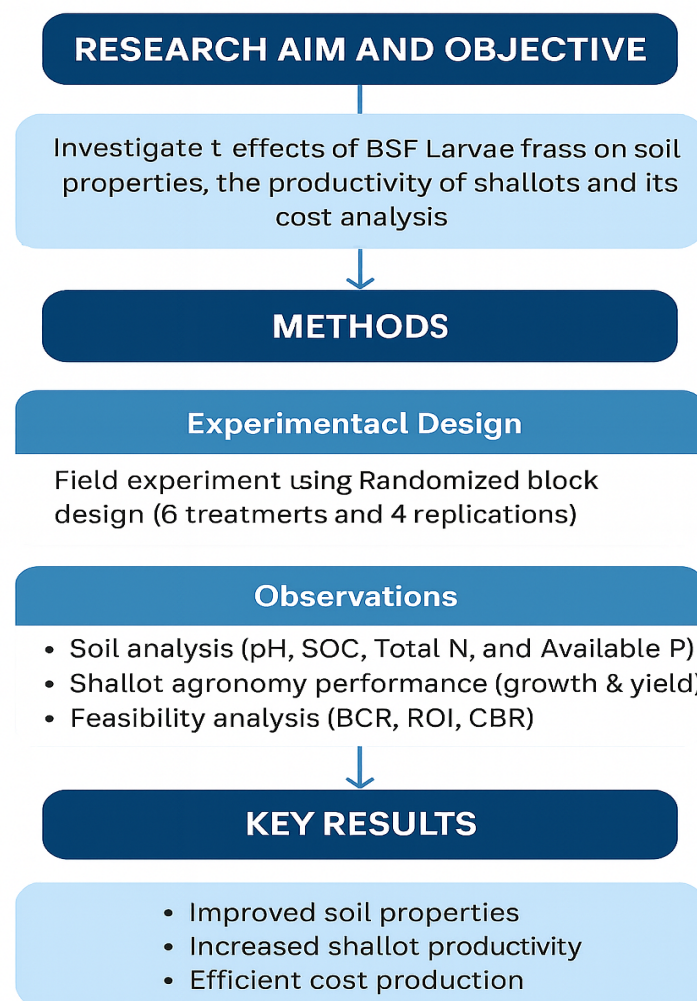 RESEARCH AIM AND OBJECTIVE
Investigate t effects of BSF Larvae frass on soil
properties, the productivity of shallots and its
cost analysis
METHODS
Experimentacl Design
Field experiment using Randomized block
design (6 treatmerts and 4 replications)
Observations
• Soil analysis (pH, SOC, Total N, and Available P)
• Shallot agronomy performance (growth & yield)
• Feasibility analysis (BCR, ROI, CBR)
KEY RESULTS
• Improved soil properties
• Increased shallot productivity
• Efficient cost production